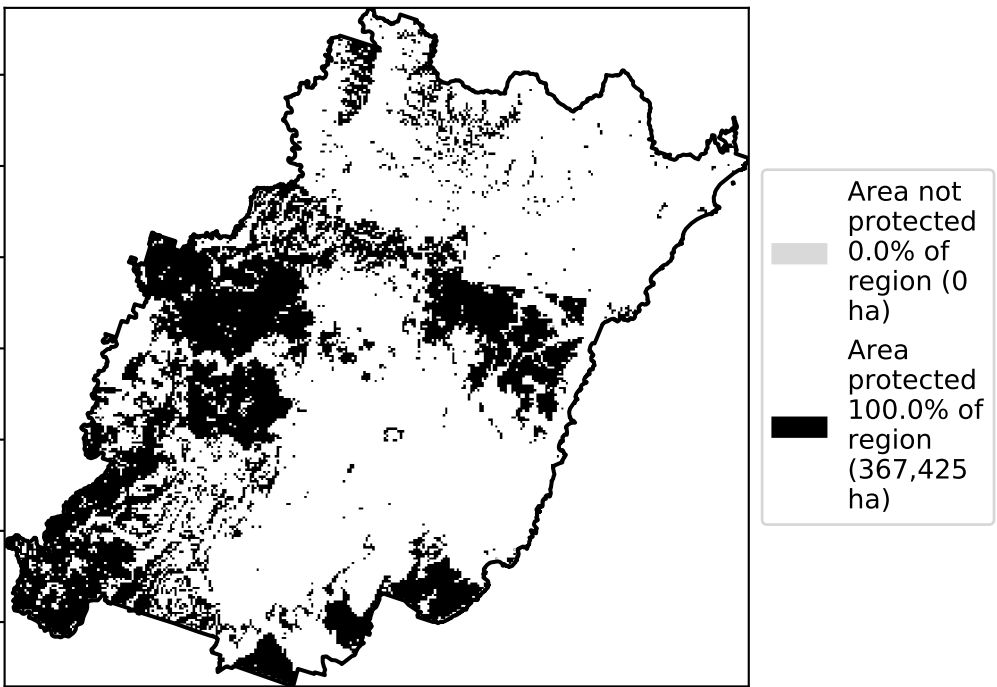 Area not
protected
0.0% of
region (0
ha)
Area
protected
100.0% of
region
(367,425
ha)